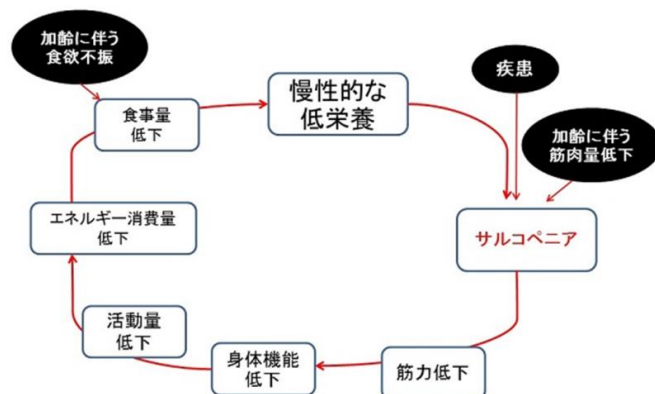 加齢に伴う
食欲不振
食事量
低下
慢性的な
低栄養
疾患
加齢に伴う
筋肉量低下
サルコペニア
筋力低下
身体機能
低下
活動量
低下
エネルギー消費量
低下